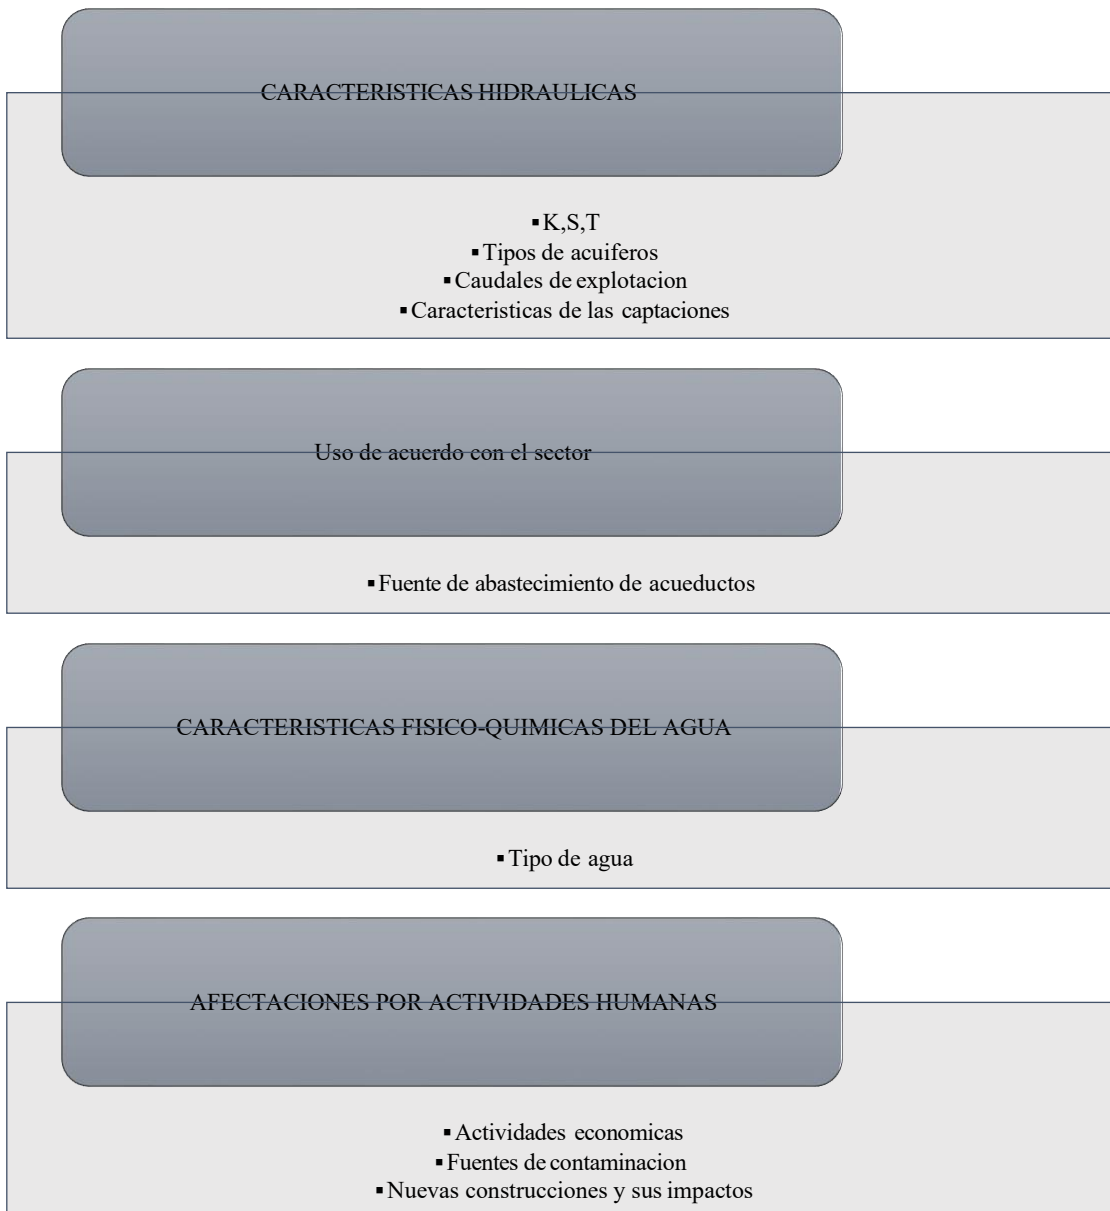 CARACTERISTICAS HIDRAULICAS
▪K,S,T
▪Tipos de acuiferos
▪Caudales de explotacion
▪Caracteristicas de las captaciones
Uso de acuerdo con el sector
▪Fuente de abastecimiento de acueductos
CARACTERISTICAS FISICO-QUIMICAS DEL AGUA
▪Tipo de agua
AFECTACIONES POR ACTIVIDADES HUMANAS
▪Actividades economicas
▪Fuentes de contaminacion
▪Nuevas construcciones y sus impactos